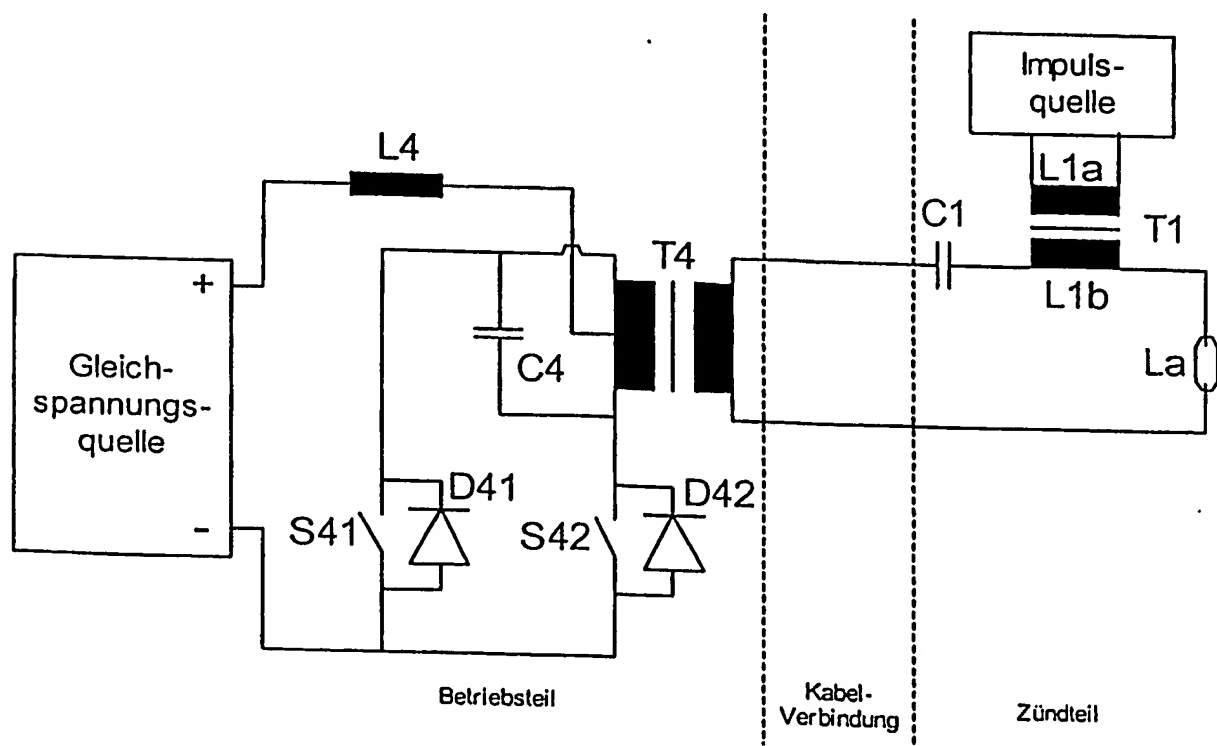 Impuls-
quelle
L4
L1a
C1
T1
T4
L1b
+
C4
La
Gleich-
spannungs-
quelle
D41
D42
-
S41
S42
Betriebsteil
Kabel-
Verbindung
Zündteil